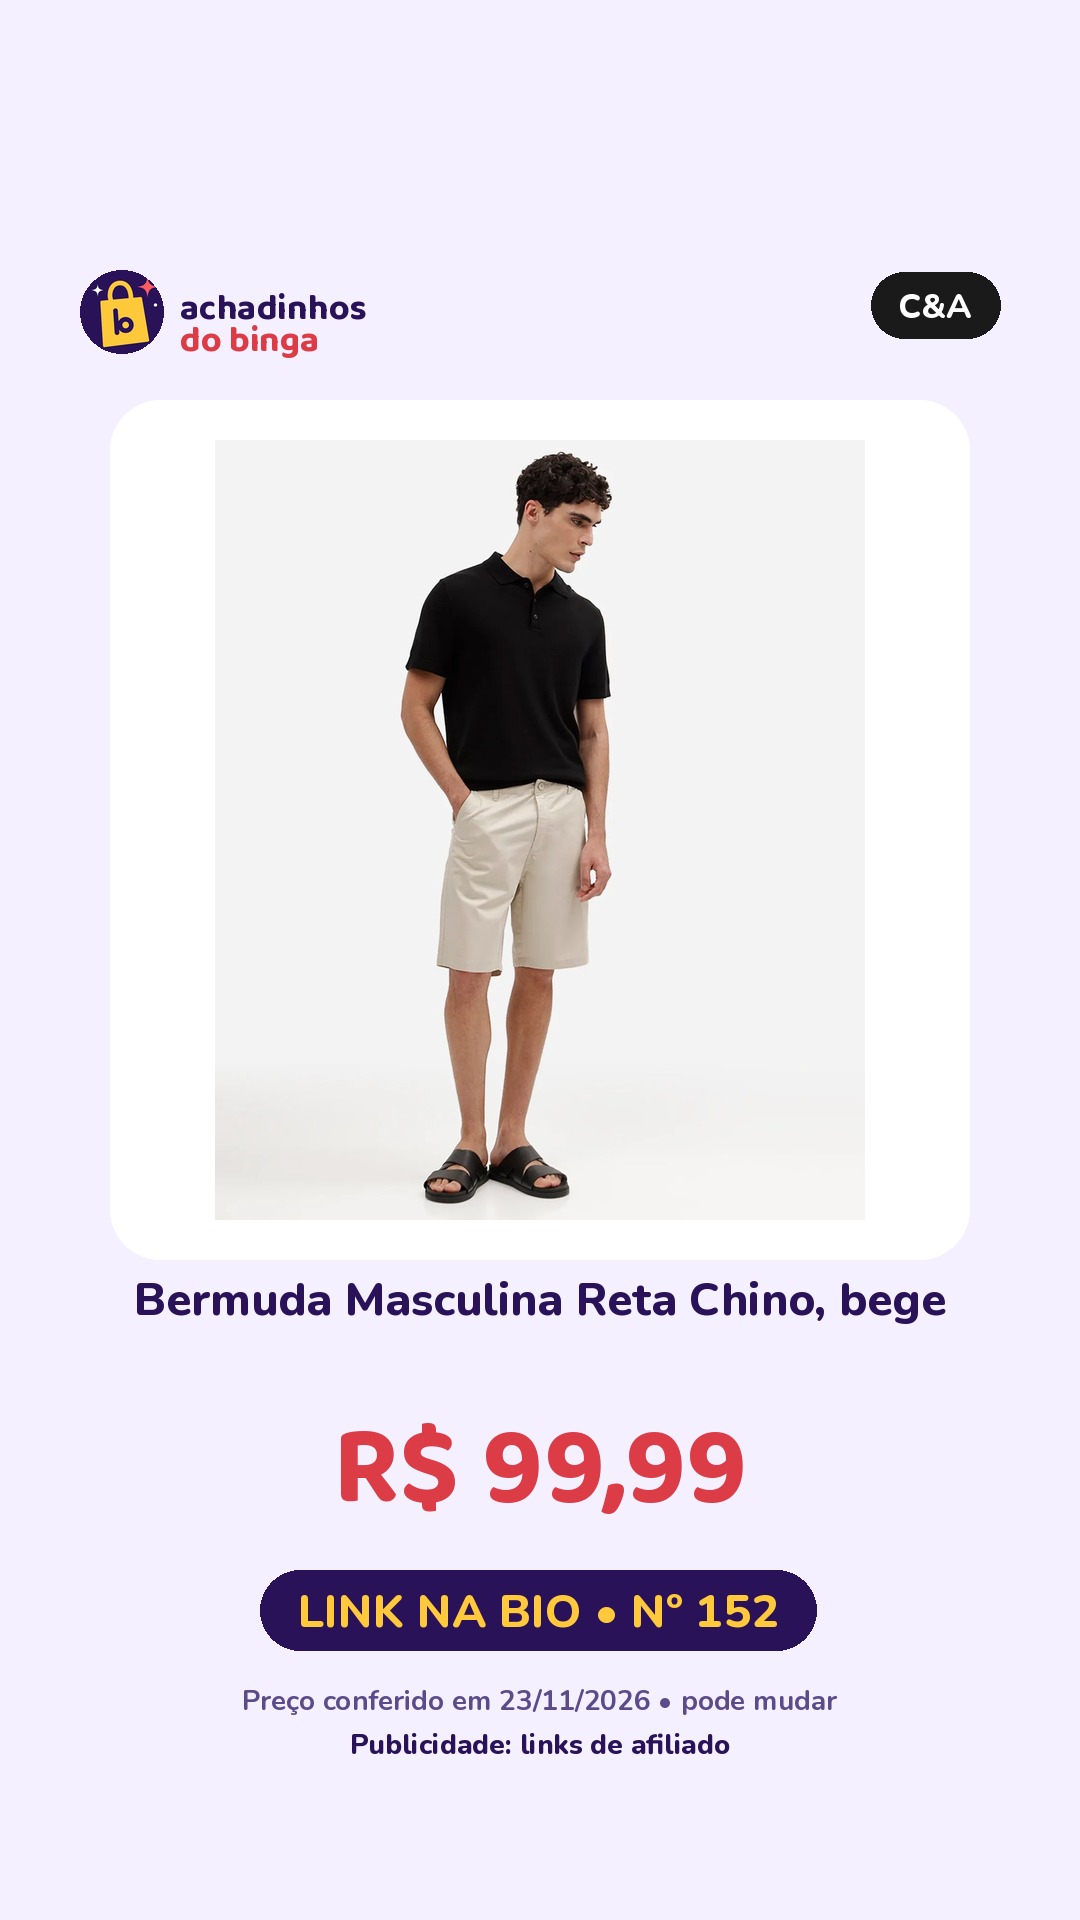 b
achadinhos
do binga
C&A
Bermuda Masculina Reta Chino, bege
R$ 99,99
LINK NA BIO • Nº 152
Preço conferido em 23/11/2026 • pode mudar
Publicidade: links de afiliado